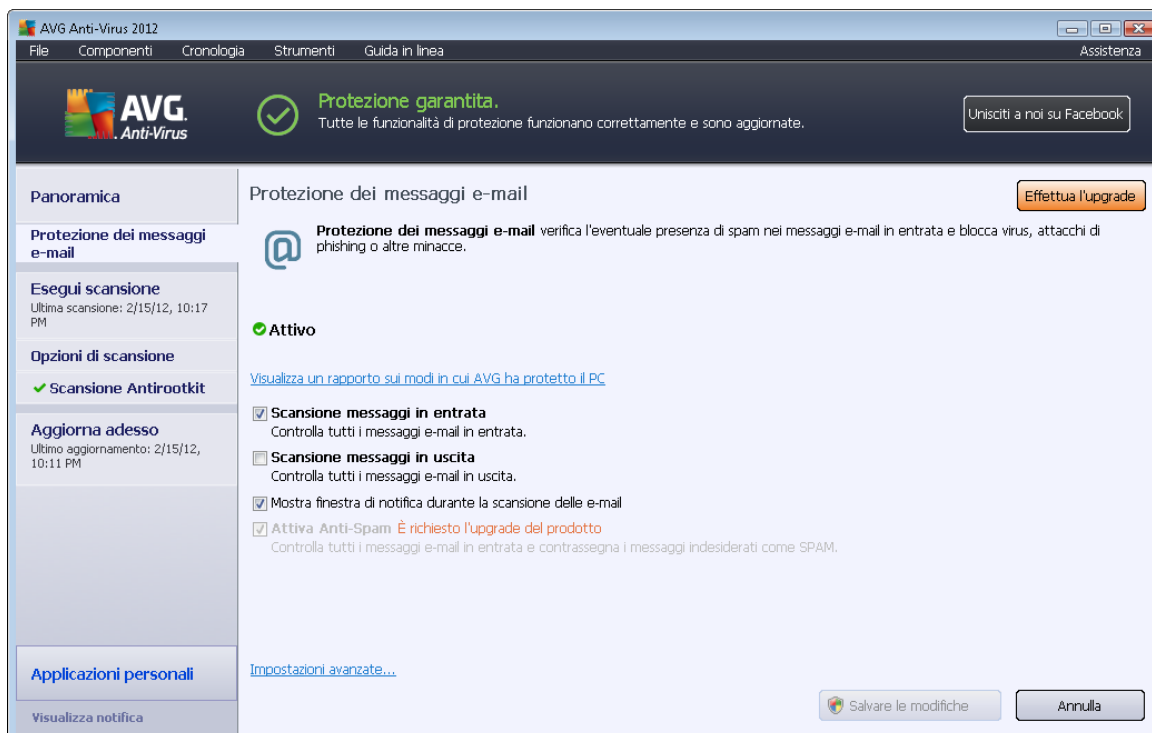 AVG Anti-Virus 2012
File Componenti Cronologia Strumenti Guida in linea Assistenza
AVG.
Anti-Virus
Protezione garantita.
Tutte le funzionalità di protezione funzionano correttamente e sono aggiornate.
Unisciti a noi su Facebook
Panoramica
Protezione dei messaggi
e-mail
Esegui scansione
Ultima scansione: 2/15/12, 10:17
PM
Opzioni di scansione
Scansione Antirootkit
Aggiorna adesso
Ultimo aggiornamento: 2/15/12,
10:11 PM
Applicazioni personali
Visualizza notifica
Protezione dei messaggi e-mail
Effettua l'upgrade
Protezione dei messaggi e-mail verifica l'eventuale presenza di spam nei messaggi e-mail in entrata e blocca virus, attacchi di
phishing o altre minacce.
Attivo
Visualizza un rapporto sui modi in cui AVG ha protetto il PC
Scansione messaggi in entrata
Controlla tutti i messaggi e-mail in entrata.
Scansione messaggi in uscita
Controlla tutti i messaggi e-mail in uscita.
Mostra finestra di notifica durante la scansione delle e-mail
Attiva Anti-Spam È richiesto l'upgrade del prodotto
Controlla tutti i messaggi e-mail in entrata e contrassegna i messaggi indesiderati come SPAM.
Impostazioni avanzate...
Salvare le modifiche
Annulla